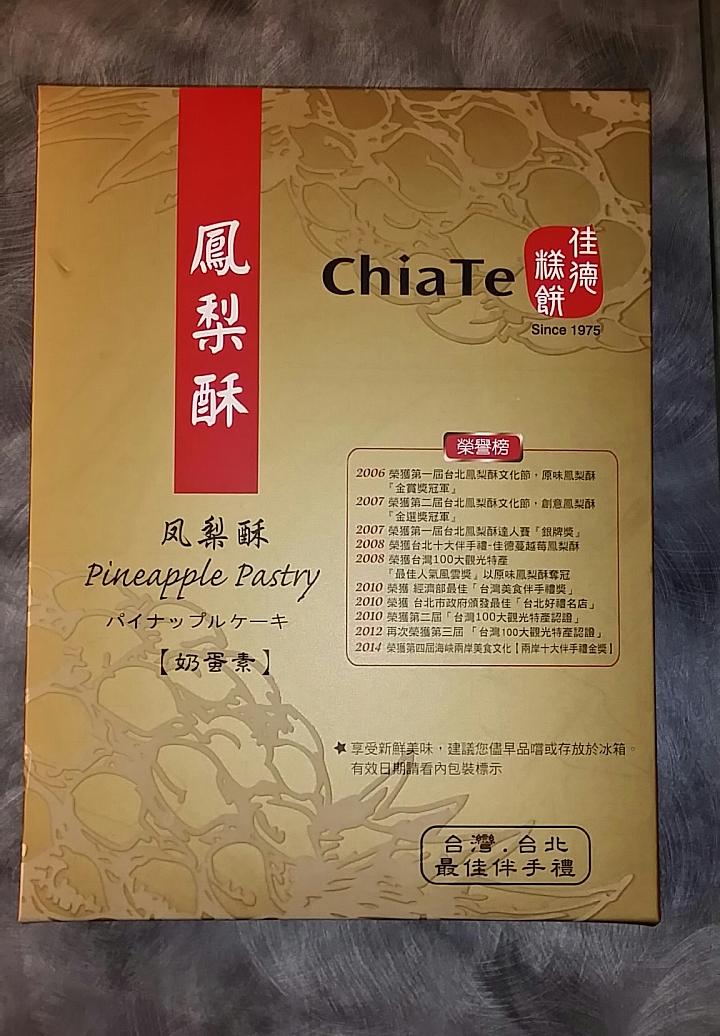 鳳梨酥
ChiaTe
佳德
糕餅
Since 1975
凤梨酥
Pineapple Pastry
パイナップルケーキ
【奶蛋素】
榮譽榜
2006 榮獲第一屆台北鳳梨酥文化節，原味鳳梨酥
『金賞獎冠軍』
2007 榮獲第二屆台北鳳梨酥文化節，創意鳳梨酥
『金選獎冠軍』
2007 榮獲第一屆台北鳳梨酥達人賽『銀牌獎』
2008 榮獲台北十大伴手禮-佳德蔓越莓鳳梨酥
2008 榮獲台灣100大觀光特產
『最佳人氣風雲獎』以原味鳳梨酥奪冠
2010 榮獲 經濟部最佳「台灣美食伴手禮獎」
2010 榮獲 台北市政府頒發最佳「台北好禮名店」
2010 榮獲第二屆「台灣100大觀光特產認證」
2012 再次榮獲第三屆 「台灣100大觀光特產認證」
2014 榮獲第四屆海峽兩岸美食文化【兩岸十大伴手禮金獎】
★享受新鮮美味，建議您儘早品嚐或存放於冰箱。
有效日期請看內包裝標示
台灣.台北
最佳伴手禮